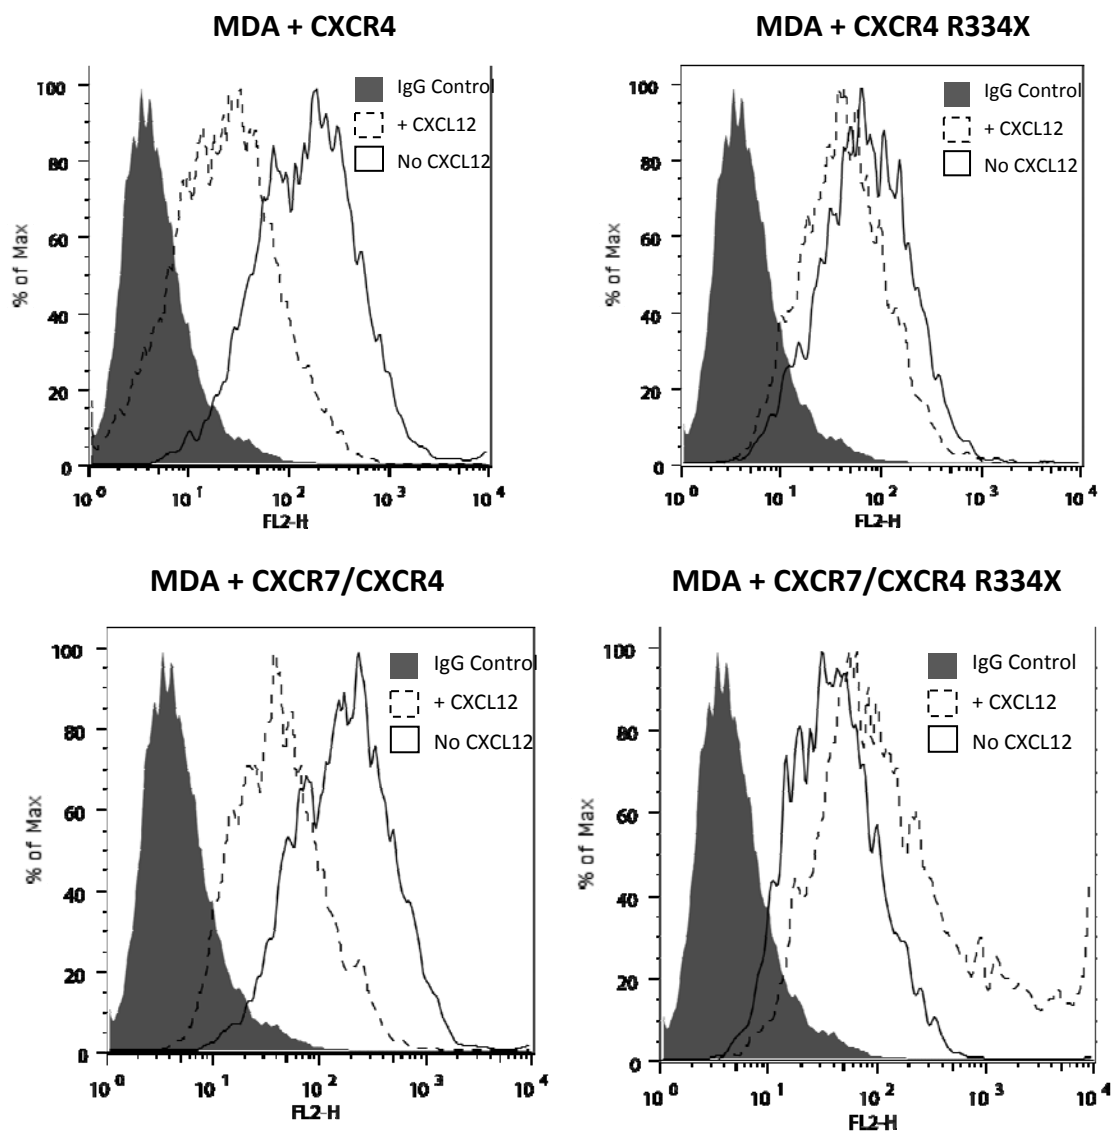 MDA + CXCR4
100
80
60
40
20
0
% of Max
IgG Control
+ CXCL12
No CXCL12
10 0
10 1
10 2
10 3
10 4
FL2-H
MDA + CXCR4 R334X
100
80
60
40
20
0
% of Max
IgG Control
+ CXCL12
No CXCL12
10 0
10 1
10 2
10 3
10 4
FL2-H
MDA + CXCR7/CXCR4
100
80
60
40
20
0
% of Max
IgG Control
+ CXCL12
No CXCL12
10 0
10 1
10 2
10 3
10 4
FL2-H
MDA + CXCR7/CXCR4 R334X
100
80
60
40
20
0
% of Max
IgG Control
+ CXCL12
No CXCL12
10 0
10 1
10 2
10 3
10 4
FL2-H